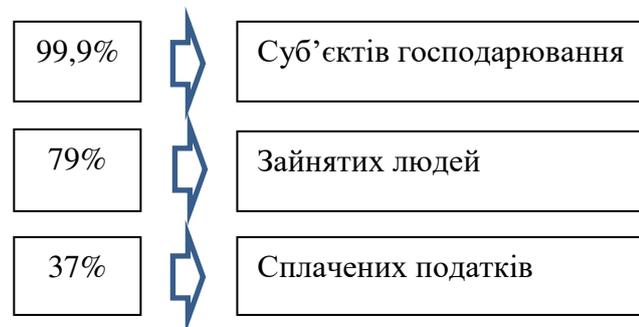 99,9% Суб’єктів господарювання
79% Зайнятих людей
37% Сплачених податків